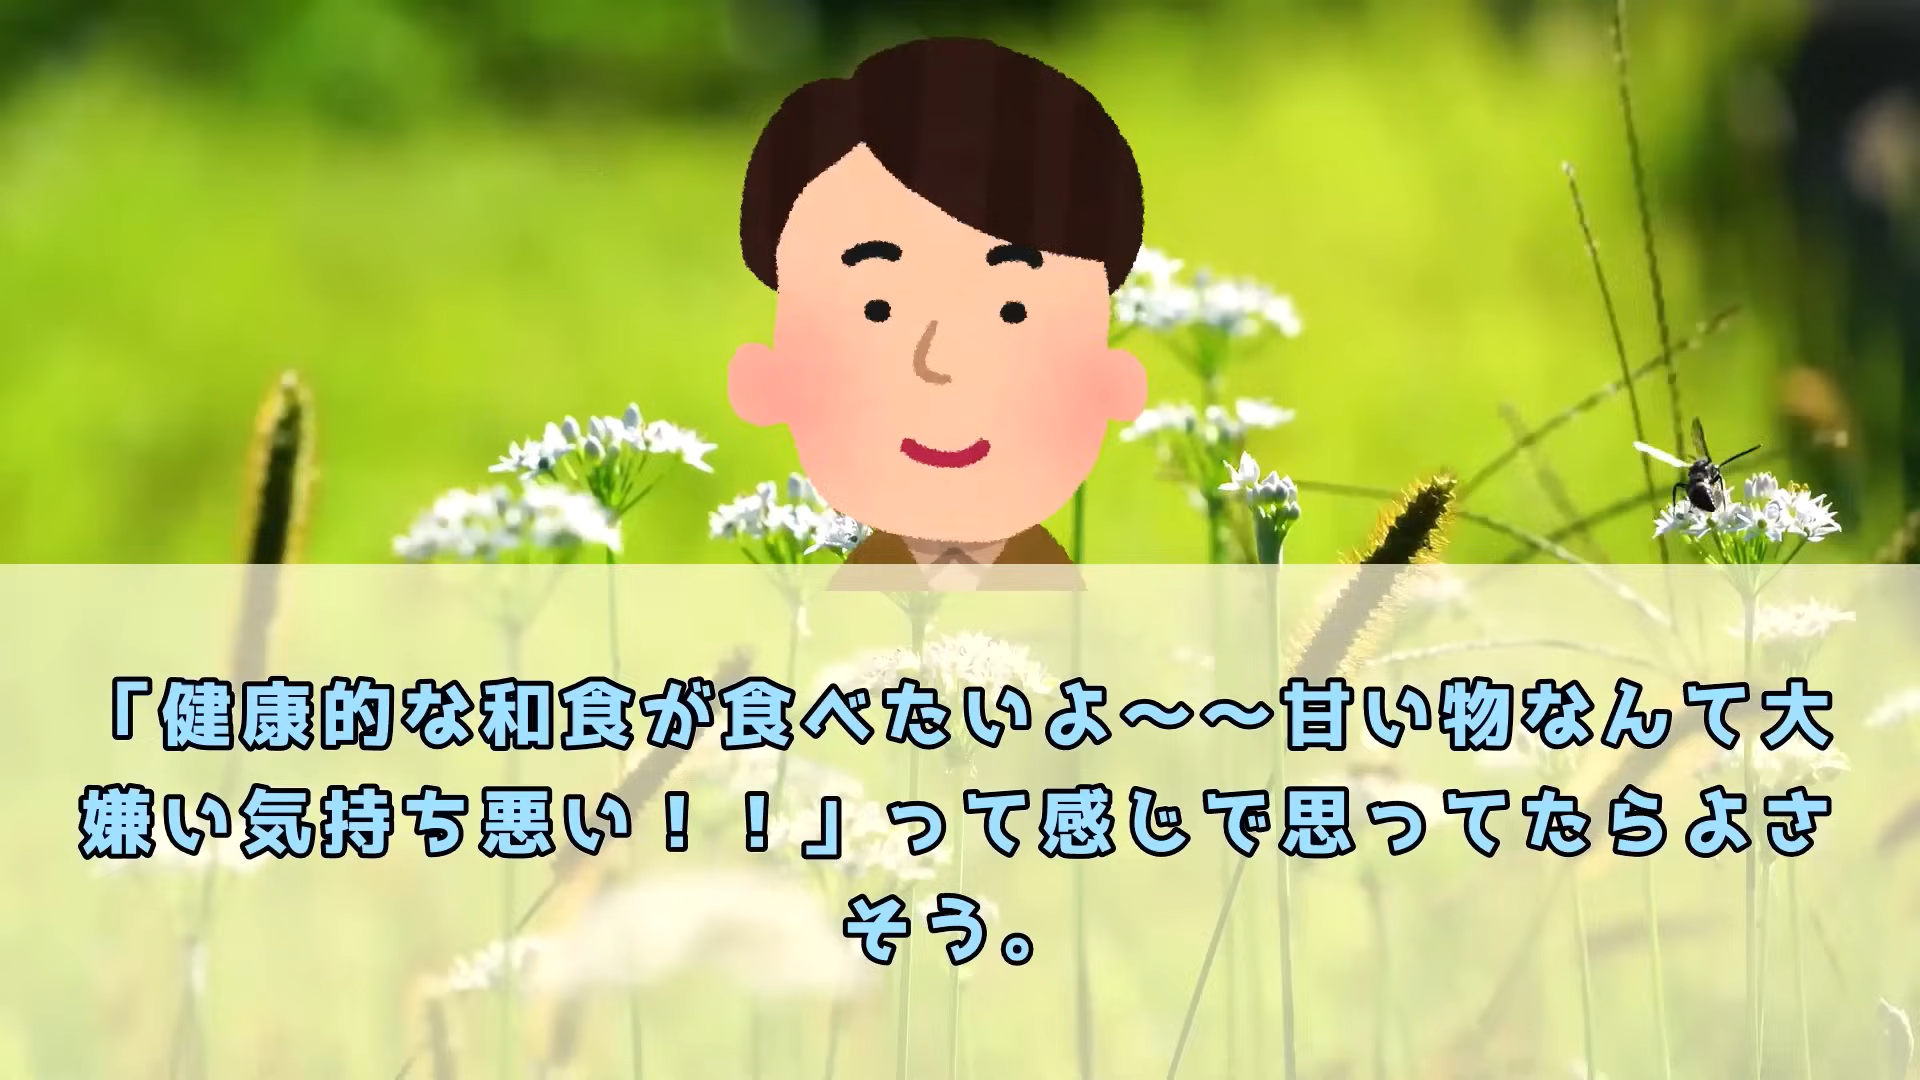 「健康的な和食が食べたいよ～～甘い物なんて大
嫌い気持ち悪い！！」って感じで思ってたらよさ
そう。